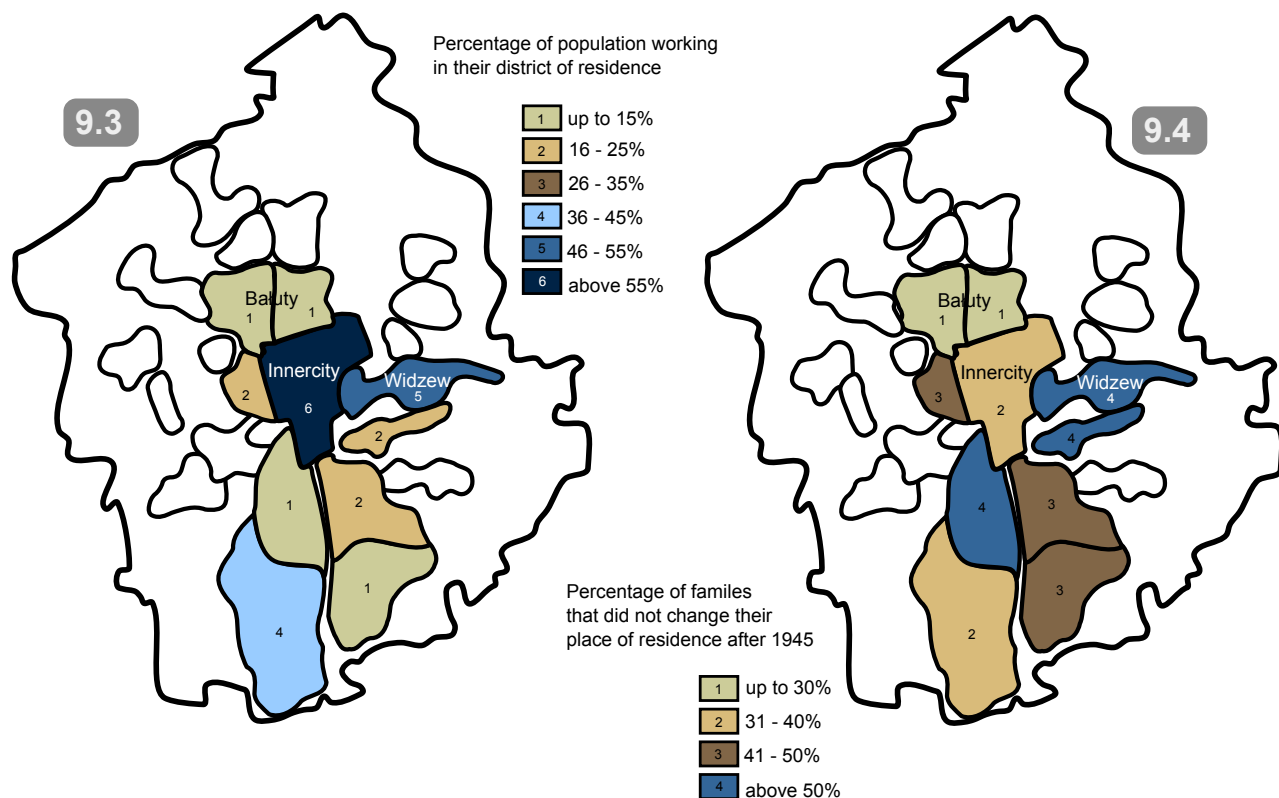 9.3
Percentage of population working
in their district of residence
1 up to 15%
2 16 - 25%
3 26 - 35%
4 36 - 45%
5 46 - 55%
6 above 55%
Bałuty
1
1
Innercity
6
2
Widzew
5
2
1
2
1
4
9.4
Bałuty
1
1
Innercity
2
3
Widzew
4
4
4
3
3
2
Percentage of familes
that did not change their
place of residence after 1945
1 up to 30%
2 31 - 40%
3 41 - 50%
4 above 50%